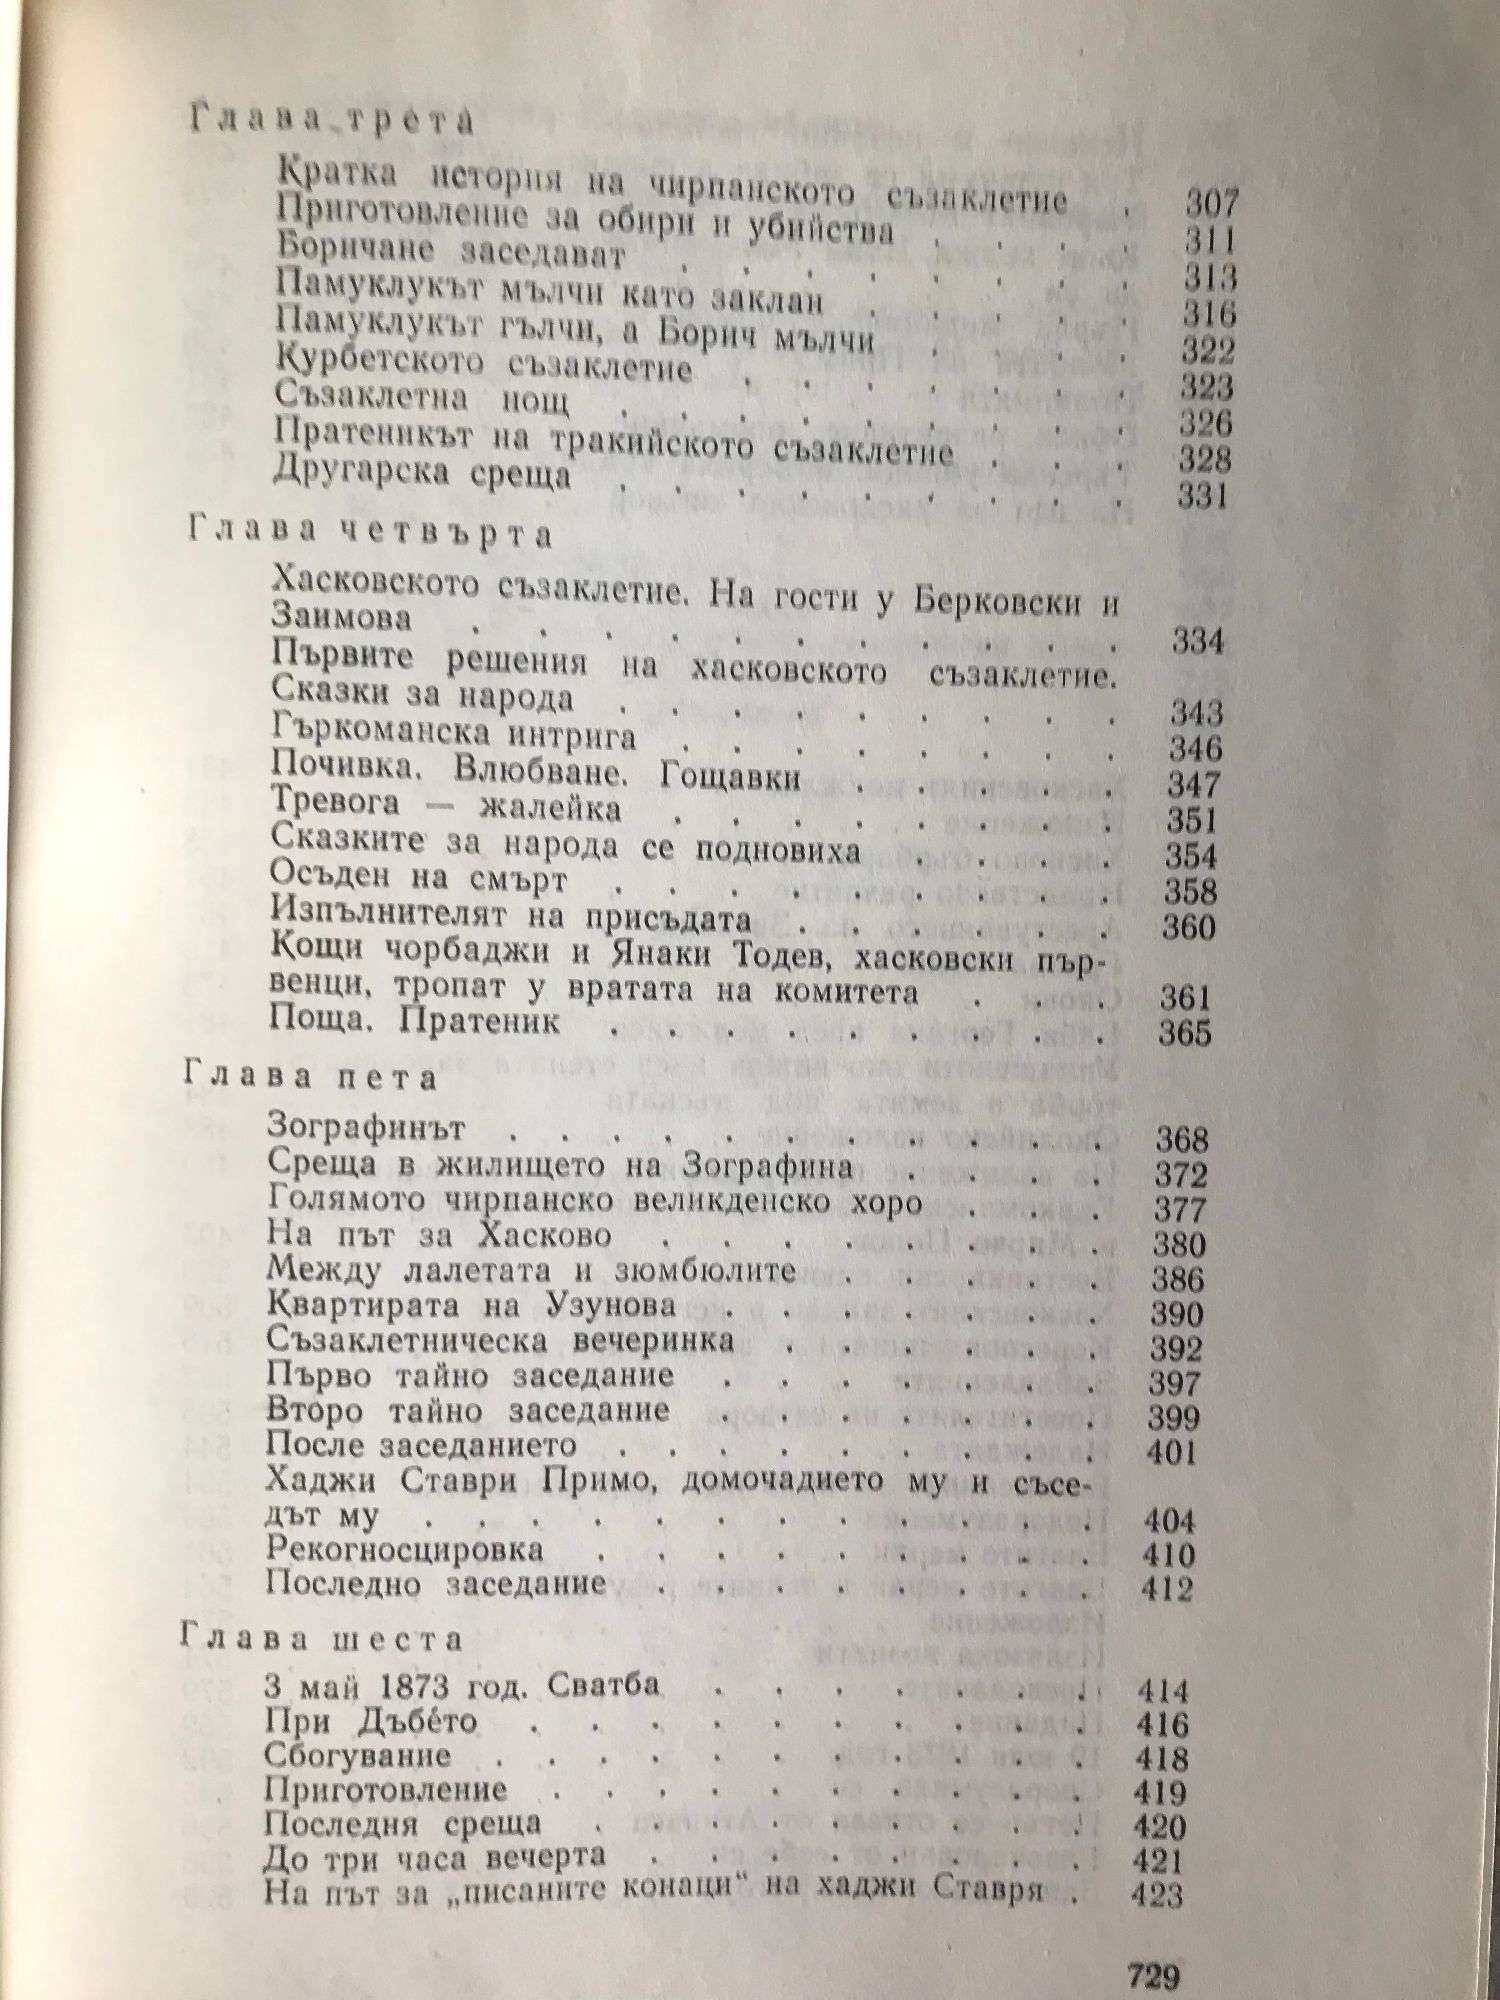 Глава трета
Кратка история на чирпанското съзаклетие . 307
Приготовление за обири и убийства . . . . 311
Боричане заседават . . . . . . . . 313
Памуклукът мълчи като заклан . . . . . 316
Памуклукът гълчи, а Борич мълчи . . . . 322
Курбетското съзаклетие . . . . . . . 323
Съзаклетна нощ . . . . . . . . . 326
Пратеникът на тракийското съзаклетие . . . 328
Другарска среща . . . . . . . . . 331
Глава четвърта
Хасковското съзаклетие. На гости у Берковски и
Заимова . . . . . . . . . . . 334
Първите решения на хасковското съзаклетие.
Сказки за народа . . . . . . . . . 343
Гъркоманска интрига . . . . . . . . 346
Почивка. Влюбване. Гощавки . . . . . 347
Тревога — жалейка . . . . . . . . 351
Сказките за народа се подновиха . . . . 354
Осъден на смърт . . . . . . . . . 358
Изпълнителят на присъдата . . . . . . 360
Кощи чорбаджи и Янаки Тодев, хасковски пър-
венци, тропат у вратата на комитета . . . 361
Поща. Пратеник . . . . . . . . . 365
Глава пета
Зографинът . . . . . . . . . . . 368
Среща в жилището на Зографина . . . . 372
Голямото чирпанско великденско хоро . . . 377
На път за Хасково . . . . . . . . 380
Между лалетата и зюмбюлите . . . . . 386
Квартирата на Узунова . . . . . . . 390
Съзаклетническа вечеринка . . . . . . 392
Първо тайно заседание . . . . . . . 397
Второ тайно заседание . . . . . . . 399
После заседанието . . . . . . . . . 401
Хаджи Ставри Примо, домочадието му и съсе-
дът му . . . . . . . . . . . . 404
Рекогносцировка . . . . . . . . . 410
Последно заседание . . . . . . . . 412
Глава шеста
3 май 1873 год. Сватба . . . . . . . 414
При Дъбе́то . . . . . . . . . . 416
Сбогуване . . . . . . . . . . . 418
Приготовление . . . . . . . . . . 419
Последня среща . . . . . . . . . 420
До три часа вечерта . . . . . . . . 421
На път за „писаните конаци“ на хаджи Ставря . 423
729